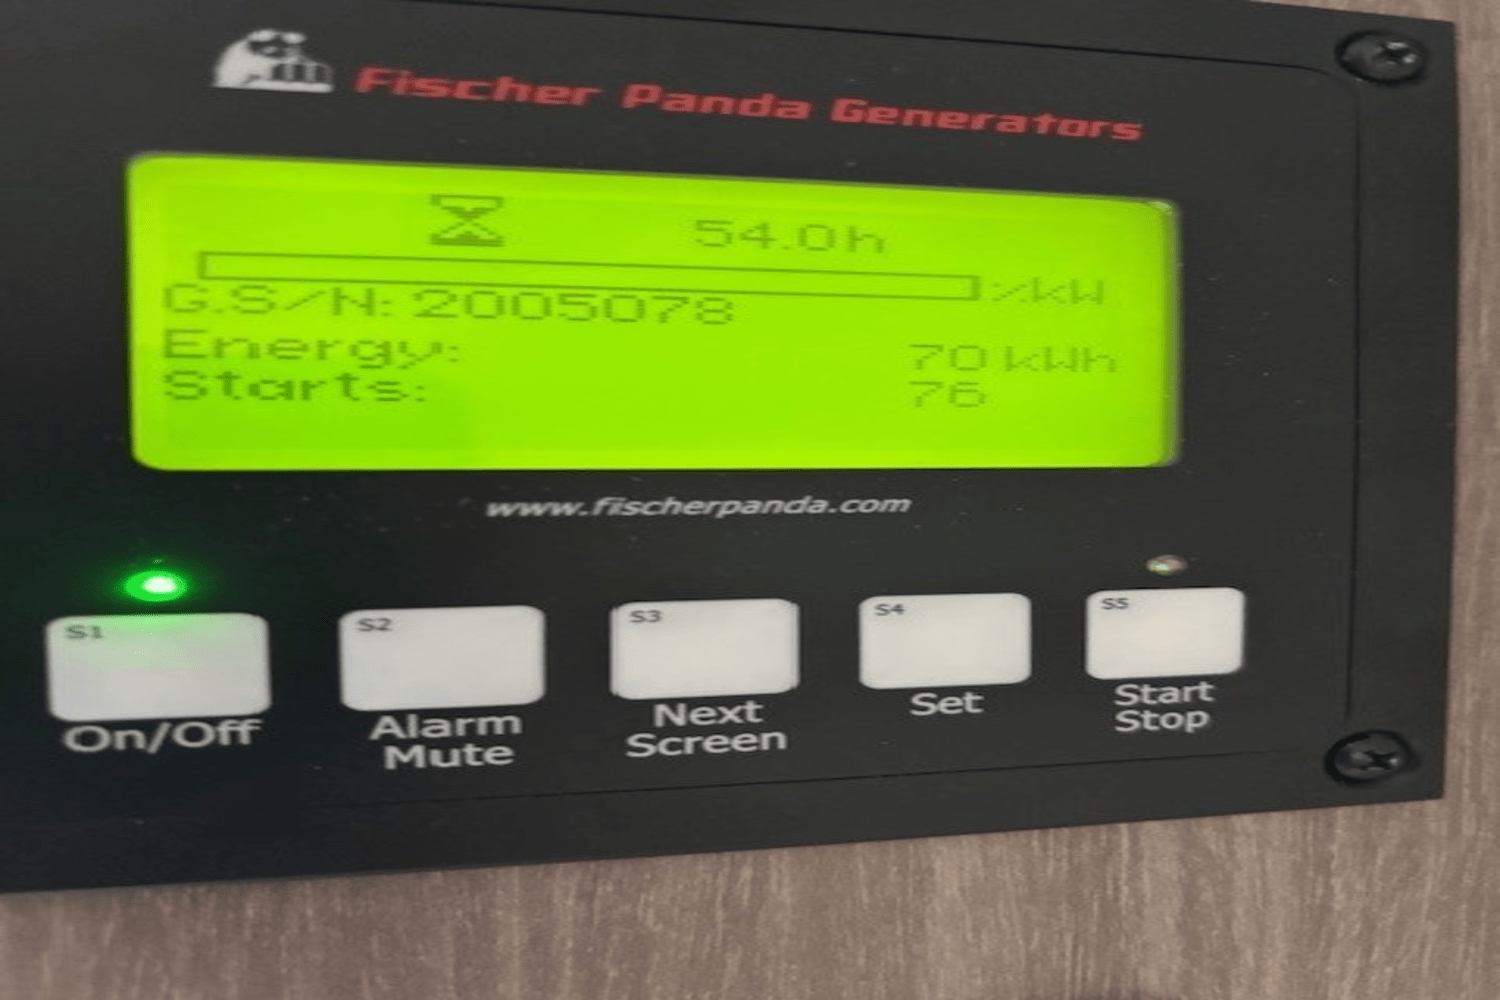 Fischer Panda Generators
54.0h
%kW
G.S/N: 2005078
Energy: 70 kWh
Starts: 76
www.fischerpanda.com
S1 S2 S3 S4 S5
On/Off
Alarm
Mute
Next
Screen
Set
Start
Stop